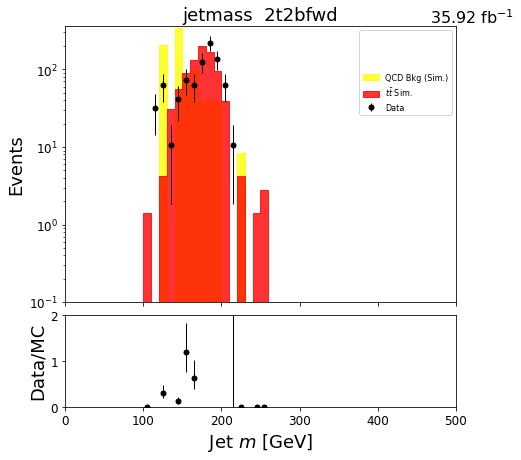 jetmass 2t2bfwd
35.92 fb⁻¹
QCD Bkg (Sim.)
tt̄ Sim.
Data
Events
10²
10¹
10⁰
10⁻¹
Data/MC
2
1
0
0 100 200 300 400 500
Jet m [GeV]